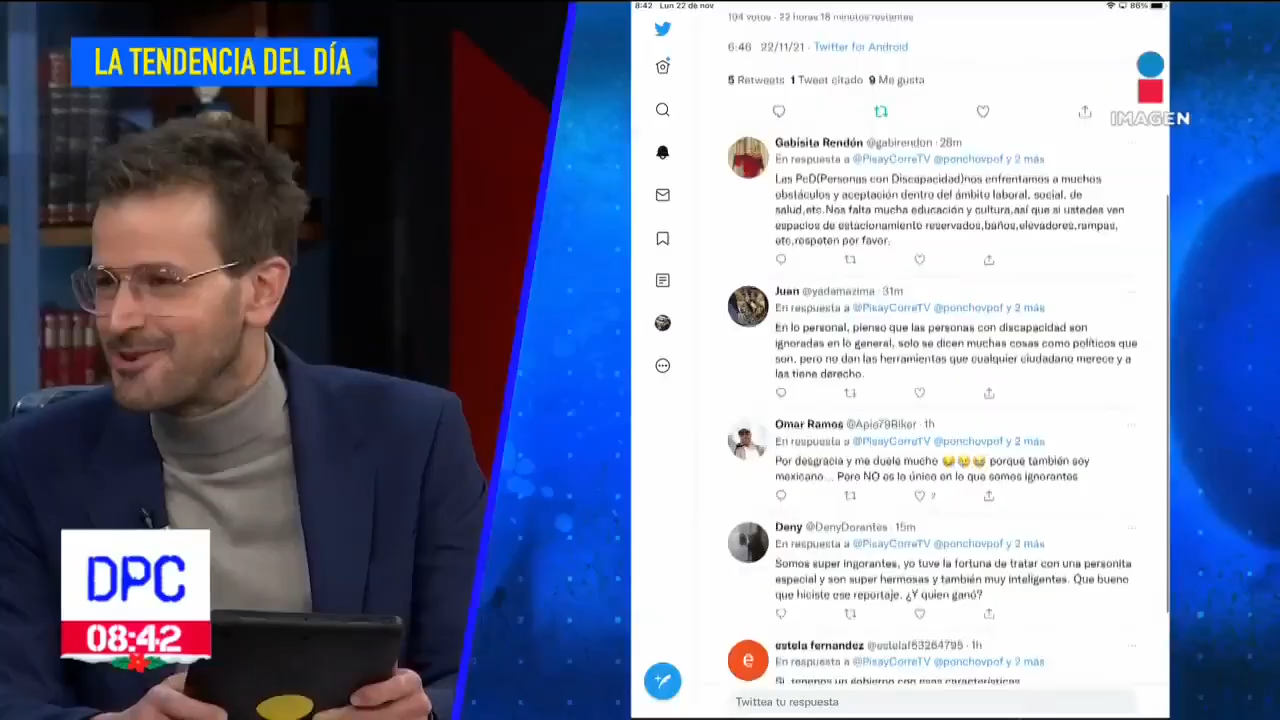 LA TENDENCIA DEL DÍA
DPC
08:42
8:42 Lun 22 de nov
86%
104 votos · 22 horas 18 minutos restantes
6:46 22/11/21 · Twitter for Android
5 Retweets 1 Tweet citado 9 Me gusta
IMAGEN
Gabisita Rendón @gabirendon · 28m
En respuesta a @PisayCorreTV @ponchovpof y 2 más
Las PcD(Personas con Discapacidad)nos enfrentamos a muchos
obstáculos y aceptación dentro del ámbito laboral, social, de
salud,etc.Nos falta mucha educación y cultura,así que si ustedes ven
espacios de estacionamiento reservados,baños,elevadores,rampas,
etc,respeten por favor.
Juan @yadamazima · 31m
En respuesta a @PisayCorreTV @ponchovpof y 2 más
En lo personal, pienso que las personas con discapacidad son
ignoradas en lo general, solo se dicen muchas cosas como políticos que
son, pero no dan las herramientas que cualquier ciudadano merece y a
las tiene derecho.
Omar Ramos @Apio79Biker · 1h
En respuesta a @PisayCorreTV @ponchovpof y 2 más
Por desgracia y me duele mucho 😂😢😂 porque también soy
mexicano... Pero NO es lo único en lo que somos ignorantes
2
Deny @DenyDorantes · 15m
En respuesta a @PisayCorreTV @ponchovpof y 2 más
Somos super ingorantes, yo tuve la fortuna de tratar con una personita
especial y son super hermosas y también muy inteligentes. Que bueno
que hiciste ese reportaje. ¿Y quien ganó?
e
estela fernandez @estelaf53264795 · 1h
En respuesta a @PisayCorreTV @ponchovpof y 2 más
Si, tenemos un gobierno con esas características
Twittea tu respuesta